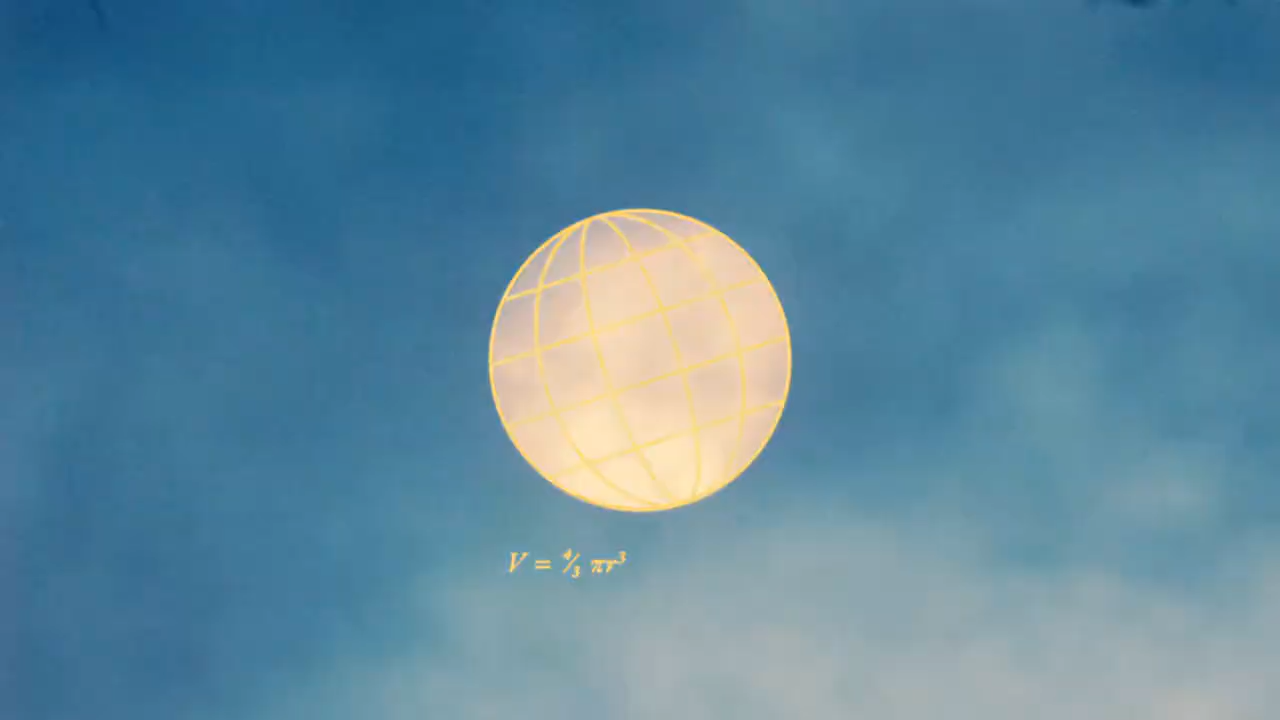 V = ⁴⁄₃ πr³